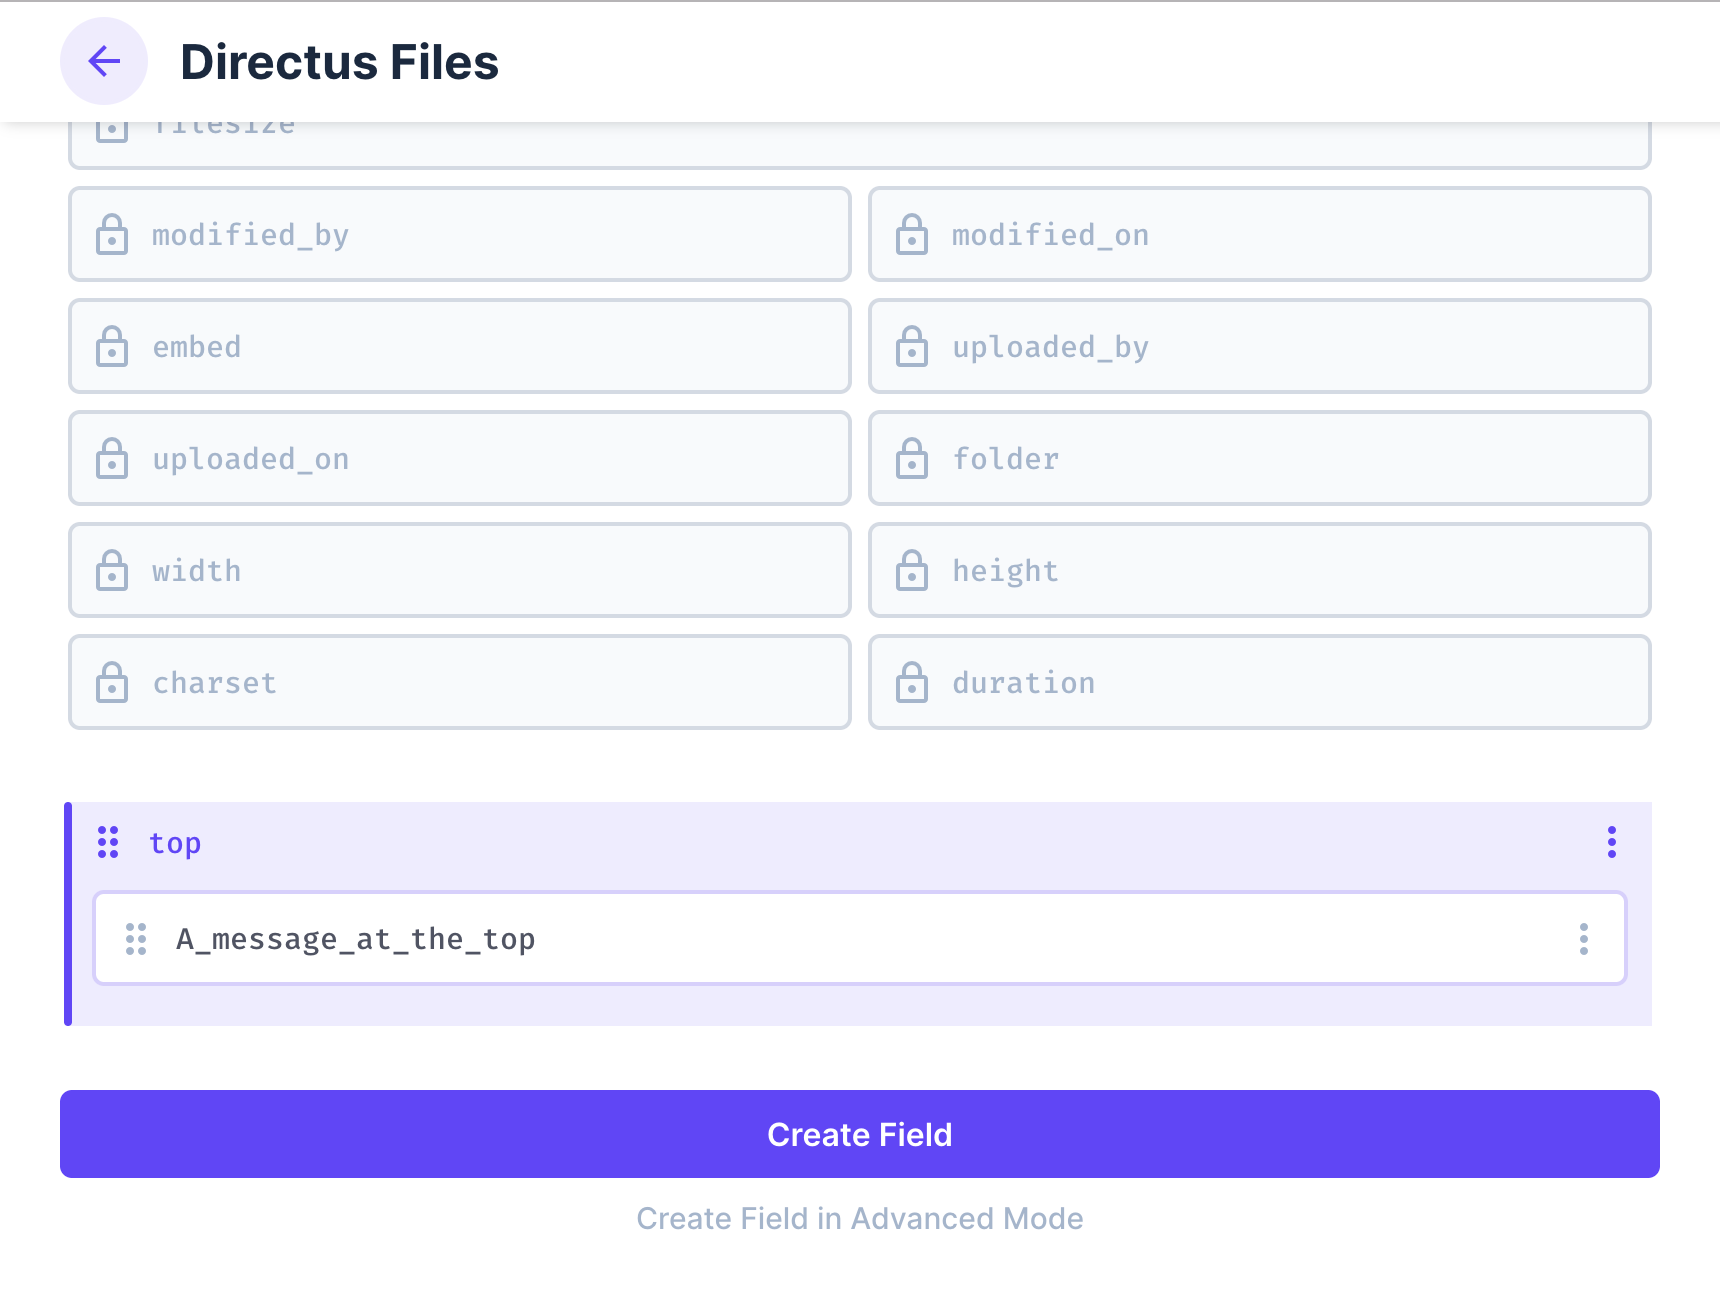 Directus Files
filesize
modified_by
modified_on
embed
uploaded_by
uploaded_on
folder
width
height
charset
duration
top
A_message_at_the_top
Create Field
Create Field in Advanced Mode